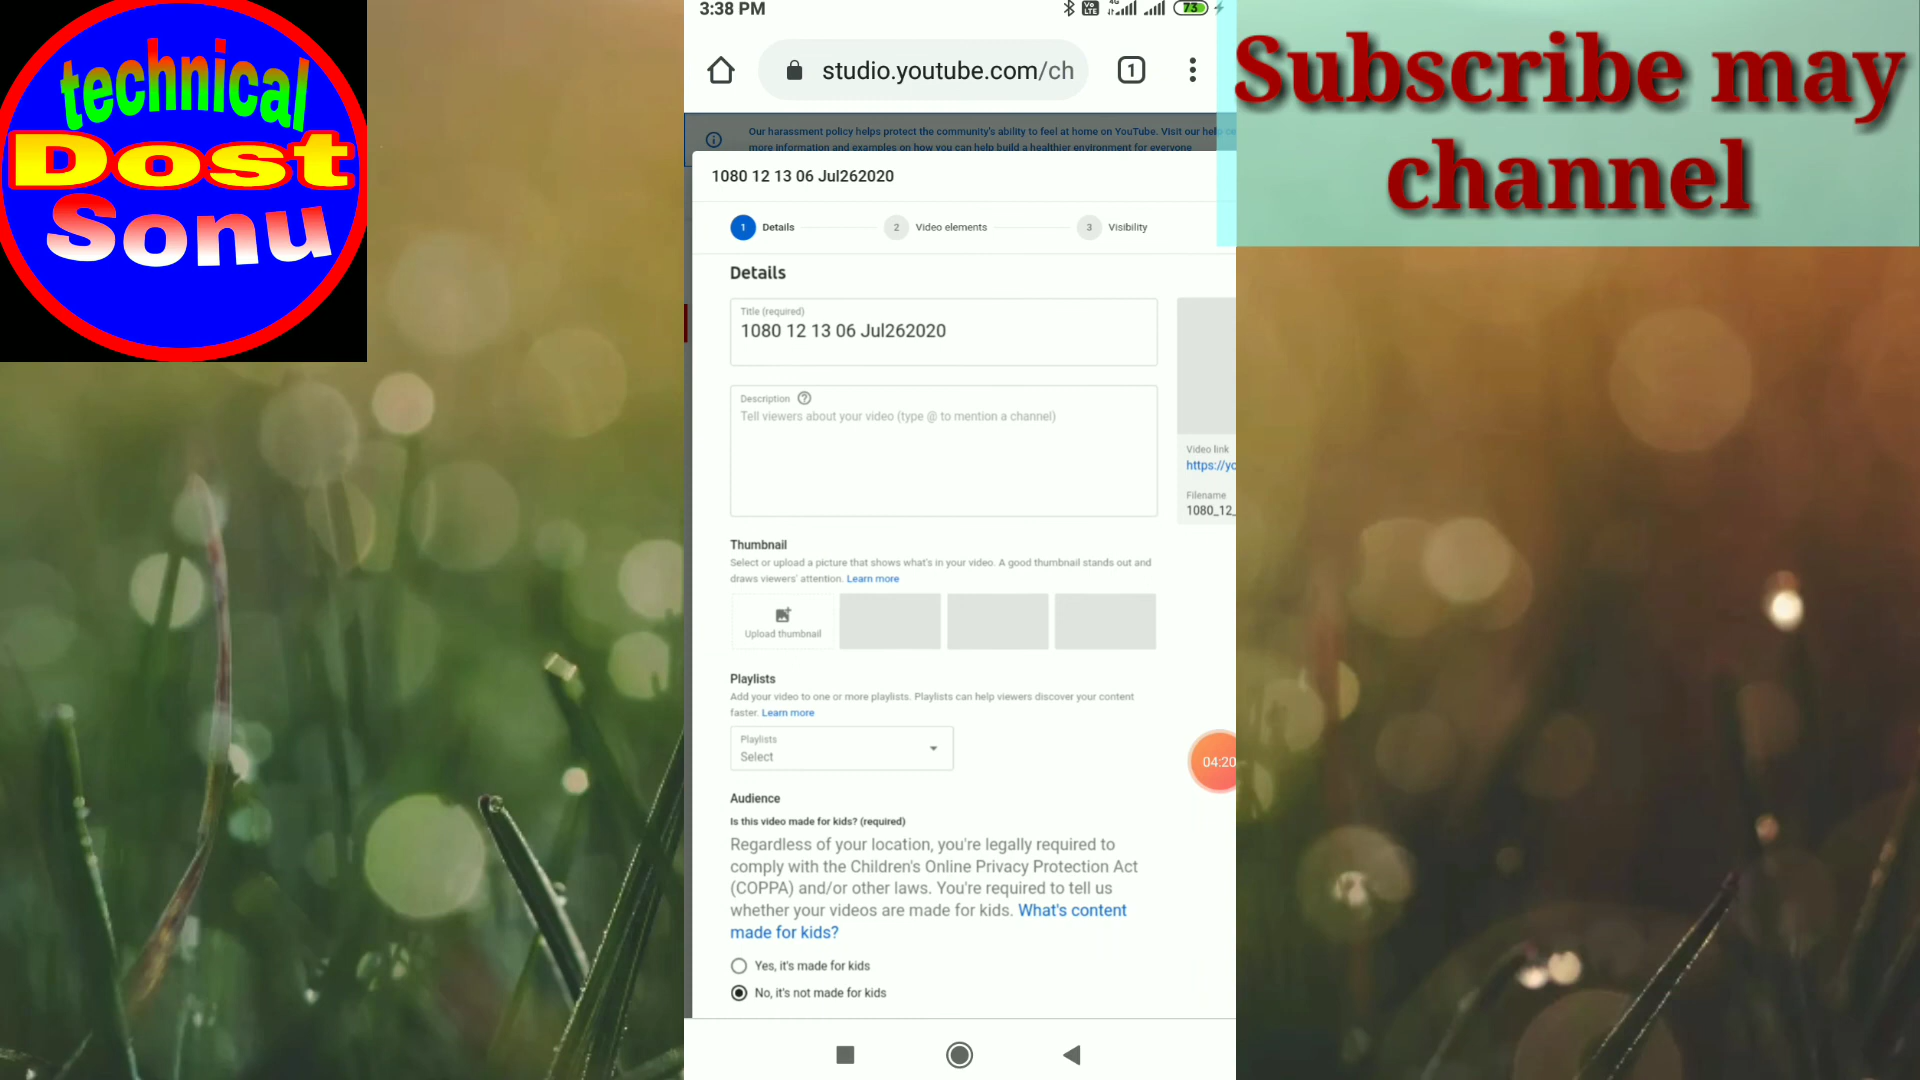 technical
Dost
Sonu
3:38 PM
Vo LTE
4G
73
studio.youtube.com/ch
1
Subscribe may
channel
Our harassment policy helps protect the community's ability to feel at home on YouTube. Visit our help
more information and examples on how you can help build a healthier environment for everyone
1080 12 13 06 Jul262020
1 Details
2 Video elements
3 Visibility
Details
Title (required)
1080 12 13 06 Jul262020
Description ?
Tell viewers about your video (type @ to mention a channel)
Video link
https://yo
Filename
1080_12_
Thumbnail
Select or upload a picture that shows what's in your video. A good thumbnail stands out and
draws viewers' attention. Learn more
Upload thumbnail
Playlists
Add your video to one or more playlists. Playlists can help viewers discover your content
faster. Learn more
Playlists
Select
04:20
Audience
Is this video made for kids? (required)
Regardless of your location, you're legally required to
comply with the Children's Online Privacy Protection Act
(COPPA) and/or other laws. You're required to tell us
whether your videos are made for kids. What's content
made for kids?
Yes, it's made for kids
No, it's not made for kids